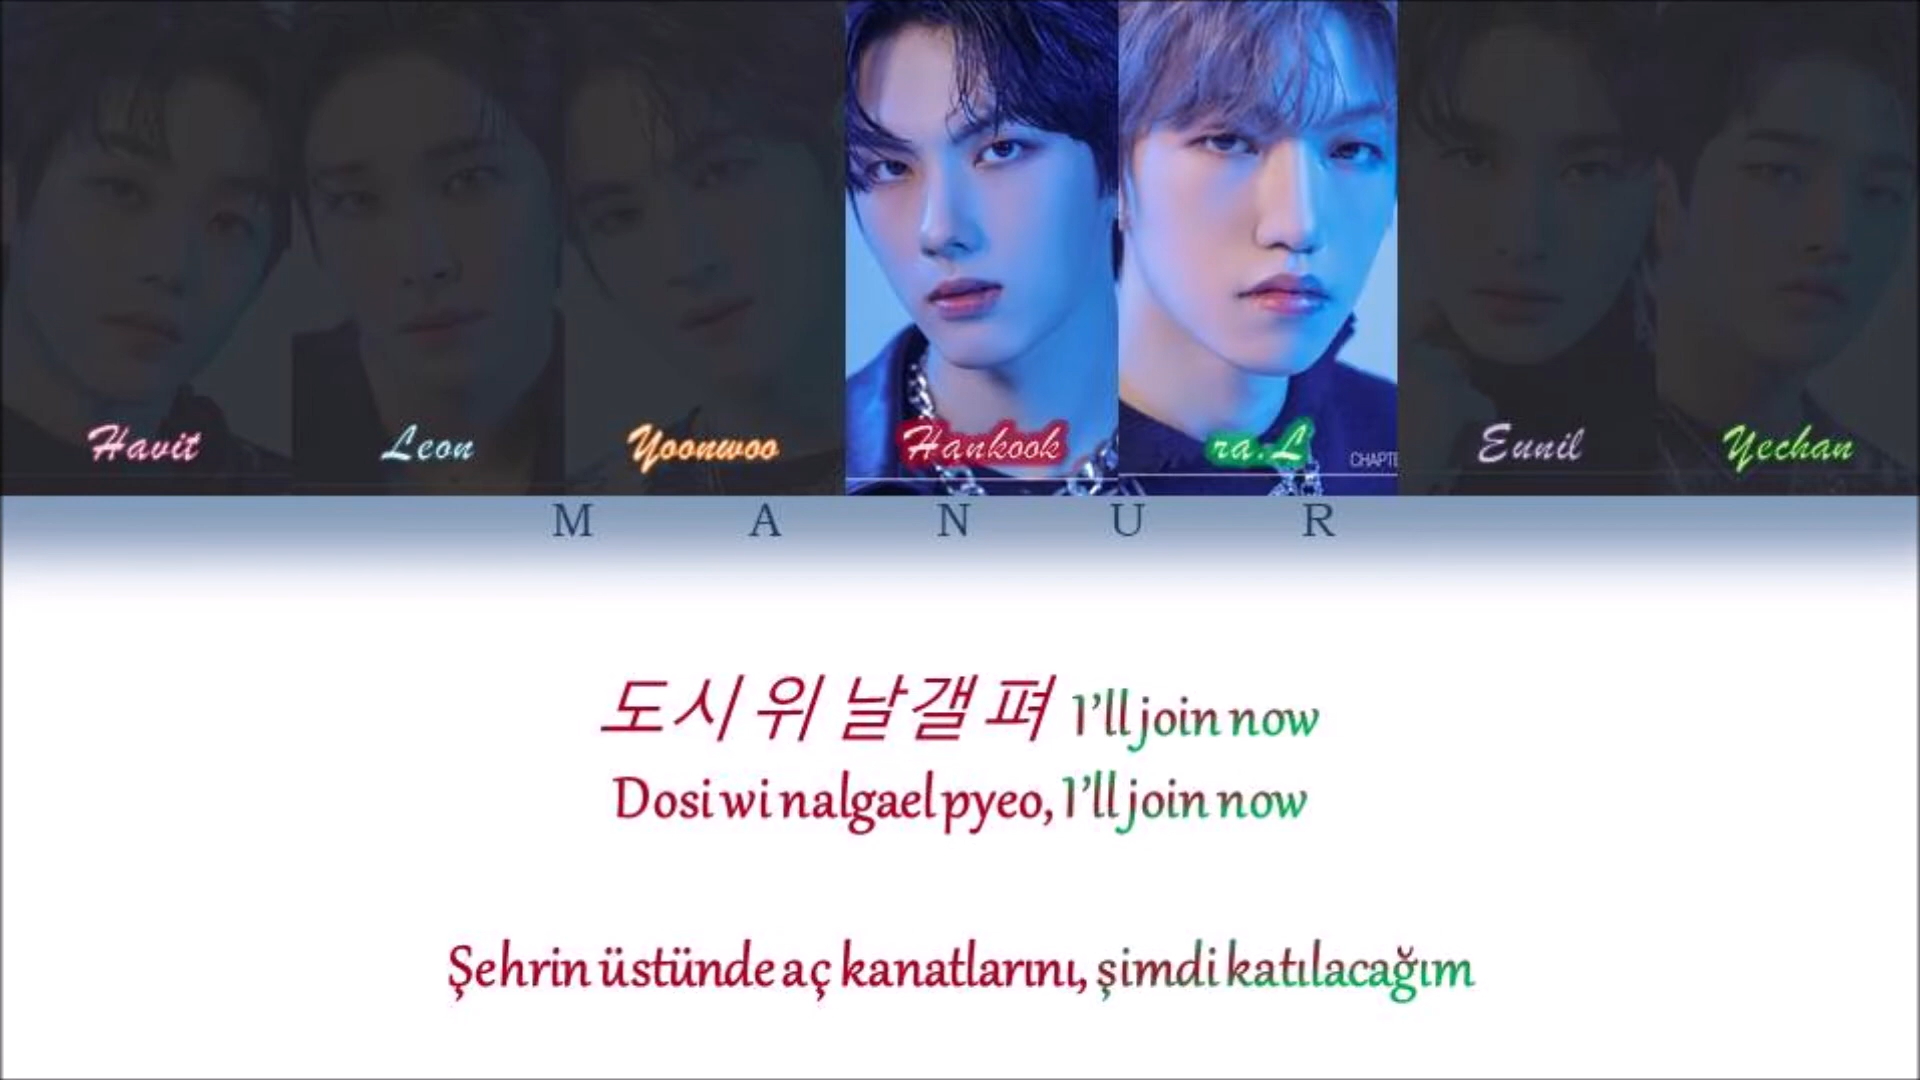 Havit Leon Yoonwoo Hankook ra.L Eunil Yechan
CHAPTE
M A N U R
도시 위 날갤 펴 I'll join now
Dosi wi nalgael pyeo, I'll join now
Şehrin üstünde aç kanatlarını, şimdi katılacağım